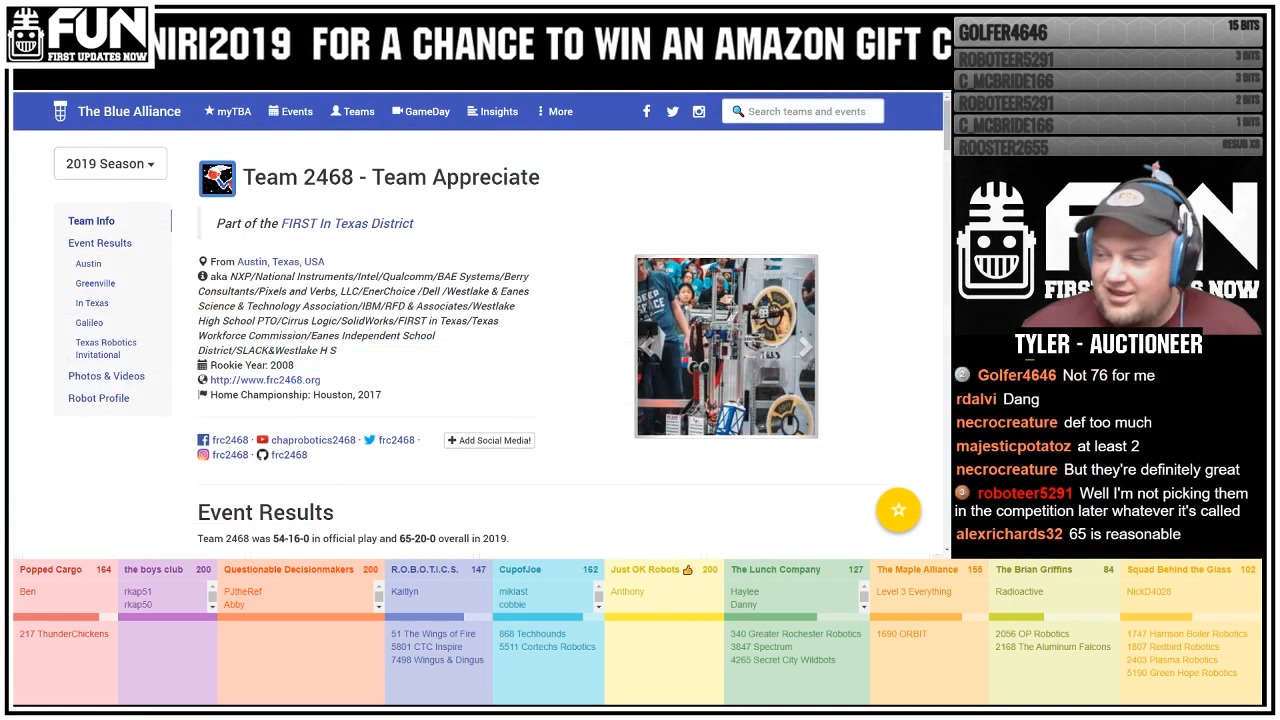 FUN
FIRST UPDATES NOW
NIRI2019 FOR A CHANCE TO WIN AN AMAZON GIFT C
GOLFER4646 15 BITS
ROBOTEER5291 3 BITS
C_MCBRIDE166 3 BITS
ROBOTEER5291 2 BITS
C_MCBRIDE166 1 BITS
ROOSTER2655 RESUB X8
The Blue Alliance myTBA Events Teams GameDay Insights More Search teams and events
2019 Season
Team Info
Event Results
Austin
Greenville
In Texas
Galileo
Texas Robotics
Invitational
Photos & Videos
Robot Profile
Team 2468 - Team Appreciate
Part of the FIRST In Texas District
From Austin, Texas, USA
aka NXP/National Instruments/Intel/Qualcomm/BAE Systems/Berry
Consultants/Pixels and Verbs, LLC/EnerChoice /Dell /Westlake & Eanes
Science & Technology Association/IBM/RFD & Associates/Westlake
High School PTO/Cirrus Logic/SolidWorks/FIRST in Texas/Texas
Workforce Commission/Eanes Independent School
District/SLACK&Westlake H S
Rookie Year: 2008
http://www.frc2468.org
Home Championship: Houston, 2017
frc2468 · chaprobotics2468 · frc2468 ·
frc2468 · frc2468
+ Add Social Media!
DEEP
SPACE
Event Results
Team 2468 was 54-16-0 in official play and 65-20-0 overall in 2019.
FUN
FIRST UPDATES NOW
TYLER - AUCTIONEER
Golfer4646 Not 76 for me
rdalvi Dang
necrocreature def too much
majesticpotatoz at least 2
necrocreature But they're definitely great
roboteer5291 Well I'm not picking them
in the competition later whatever it's called
alexrichards32 65 is reasonable
Popped Cargo 164
Ben
217 ThunderChickens
the boys club 200
rkap51
rkap50
Questionable Decisionmakers 200
PJtheRef
Abby
R.O.B.O.T.I.C.S. 147
Kaitlyn
51 The Wings of Fire
5801 CTC Inspire
7498 Wingus & Dingus
CupofJoe 162
miklast
cobbie
868 Techhounds
5511 Cortechs Robotics
Just OK Robots 200
Anthony
The Lunch Company 127
Haylee
Danny
340 Greater Rochester Robotics
3847 Spectrum
4265 Secret City Wildbots
The Maple Alliance 155
Level 3 Everything
1690 ORBIT
The Brian Griffins 84
Radioactive
2056 OP Robotics
2168 The Aluminum Falcons
Squad Behind the Glass 102
NickD4028
1747 Harrison Boiler Robotics
1807 Redbird Robotics
2403 Plasma Robotics
5190 Green Hope Robotics